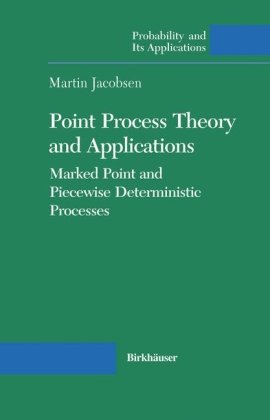 Probability and
Its Applications
Martin Jacobsen
Point Process Theory
and Applications
Marked Point and
Piecewise Deterministic
Processes
Birkhäuser